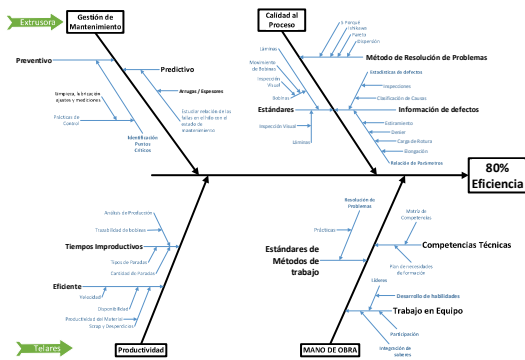 Extrusora
Gestión de
Mantenimiento
Calidad al
Proceso
5 Porqué
Ishikawa
Pareto
Dispersión
Método de Resolución de Problemas
Láminas
Movimiento
de Bobinas
Inspección
Visual
Bobinas
Estándares
Inspección Visual
Láminas
Estadísticas de defectos
Inspecciones
Clasificación de Causas
Información de defectos
Estiramiento
Denier
Carga de Rotura
Elongación
Relación de Parámetros
Preventivo
Predictivo
Limpieza, lubricación
ajustes y mediciones
Prácticas de
Control
Identificación
Puntos
Críticos
Arrugas / Espesores
Estudiar relación de las
fallas en el hilo con el
estado de
mantenimiento
80%
Eficiencia
Análisis de Producción
Trazabilidad de Bobinas
Tiempos Improductivos
Tipos de Paradas
Cantidad de Paradas
Eficiente
Velocidad
Disponibilidad
Productividad del Material
Scrap y Desperdicios
Resolución de
Problemas
Prácticas
Estándares de
Métodos de
trabajo
Matriz de
Competencias
Competencias Técnicas
Plan de necesidades
de formación
Líderes
Desarrollo de habilidades
Trabajo en Equipo
Participación
Integración de
saberes
Telares
Productividad
MANO DE OBRA